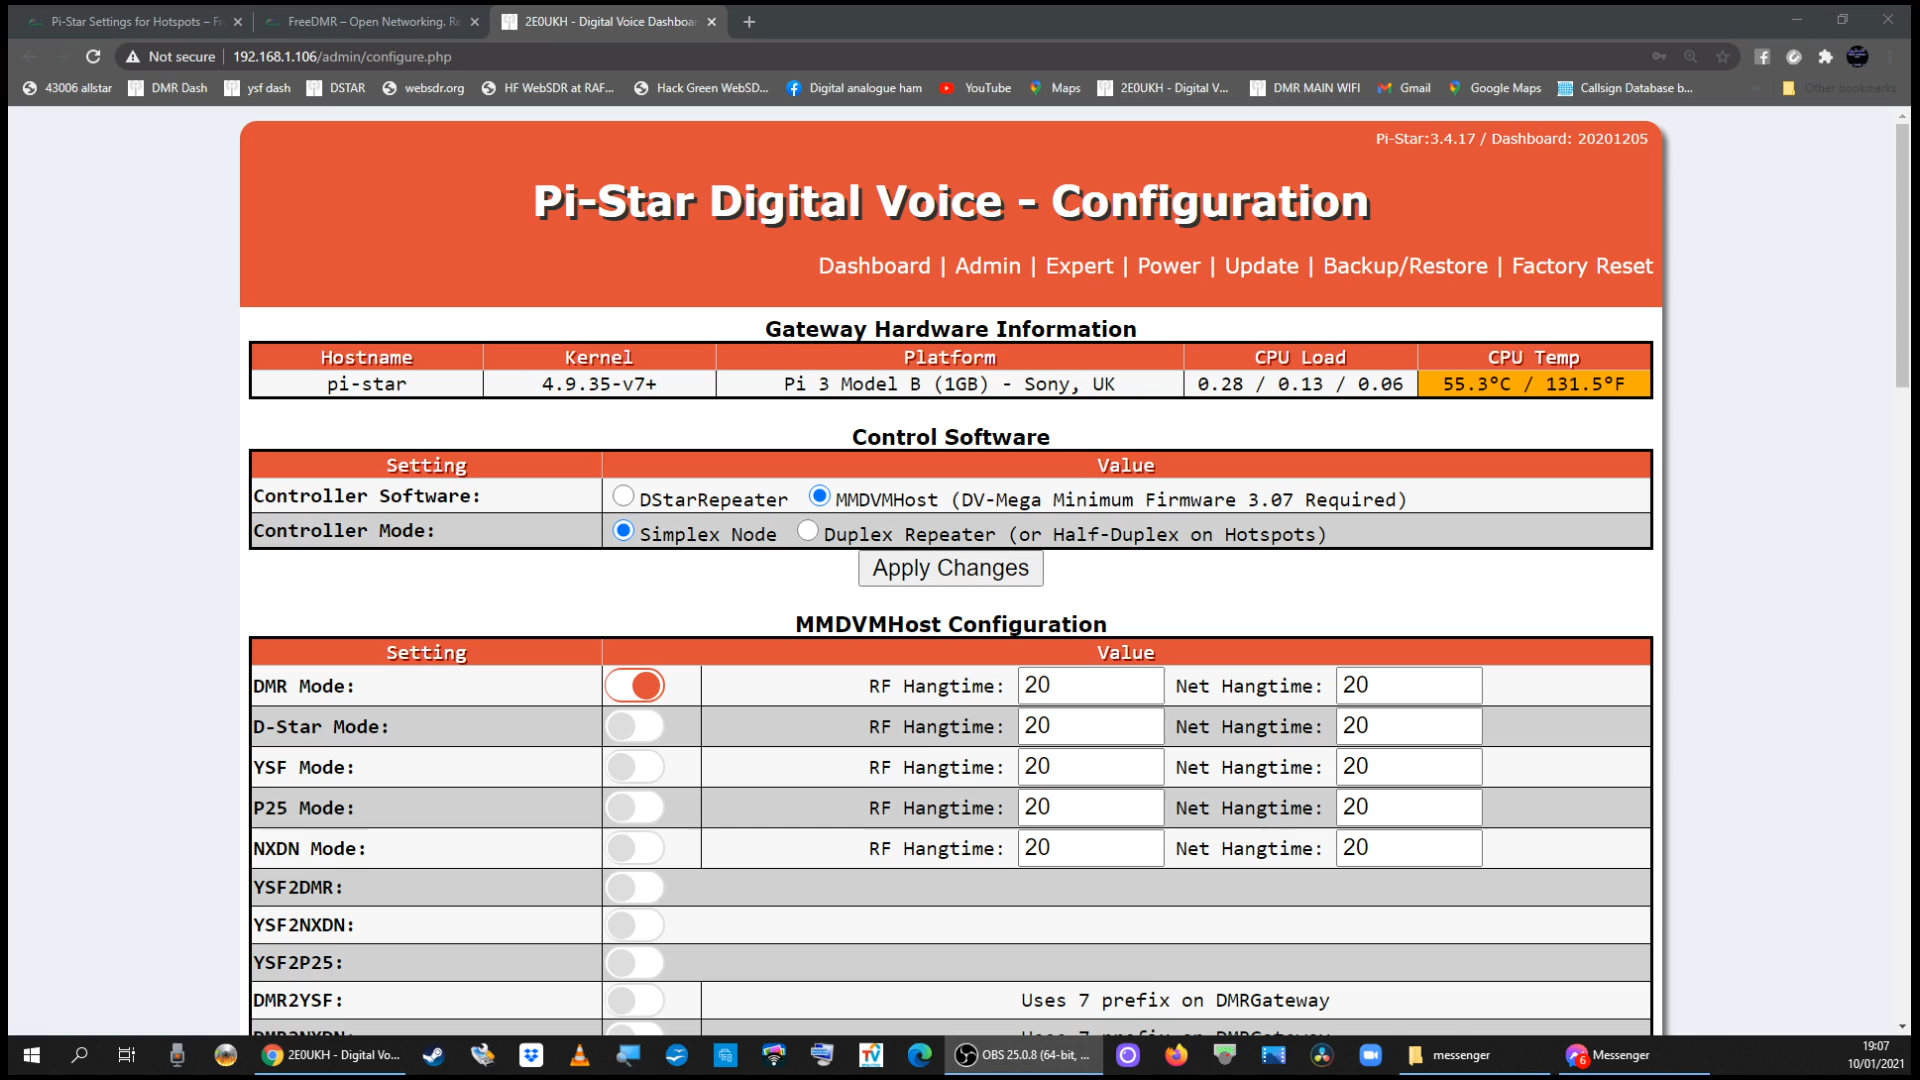 Pi-Star Settings for Hotspots – Fr
FreeDMR – Open Networking. Re
2E0UKH - Digital Voice Dashboar
Not secure
192.168.1.106/admin/configure.php
43006 allstar
DMR Dash
ysf dash
DSTAR
websdr.org
HF WebSDR at RAF...
Hack Green WebSD...
Digital analogue ham
YouTube
Maps
2E0UKH - Digital V...
DMR MAIN WIFI
Gmail
Google Maps
Callsign Database b...
Other bookmarks
Pi-Star:3.4.17 / Dashboard: 20201205
Pi-Star Digital Voice - Configuration
Dashboard | Admin | Expert | Power | Update | Backup/Restore | Factory Reset
Gateway Hardware Information
Hostname Kernel Platform CPU Load CPU Temp
pi-star 4.9.35-v7+ Pi 3 Model B (1GB) - Sony, UK 0.28 / 0.13 / 0.06 55.3°C / 131.5°F
Control Software
Setting Value
Controller Software: DStarRepeater MMDVMHost (DV-Mega Minimum Firmware 3.07 Required)
Controller Mode: Simplex Node Duplex Repeater (or Half-Duplex on Hotspots)
Apply Changes
MMDVMHost Configuration
Setting Value
DMR Mode: RF Hangtime: 20 Net Hangtime: 20
D-Star Mode: RF Hangtime: 20 Net Hangtime: 20
YSF Mode: RF Hangtime: 20 Net Hangtime: 20
P25 Mode: RF Hangtime: 20 Net Hangtime: 20
NXDN Mode: RF Hangtime: 20 Net Hangtime: 20
YSF2DMR:
YSF2NXDN:
YSF2P25:
DMR2YSF: Uses 7 prefix on DMRGateway
DMR2NXDN: Uses 7 prefix on DMRGateway
2E0UKH - Digital Vo...
OBS 25.0.8 (64-bit, ...
messenger
6
Messenger
19:07
10/01/2021